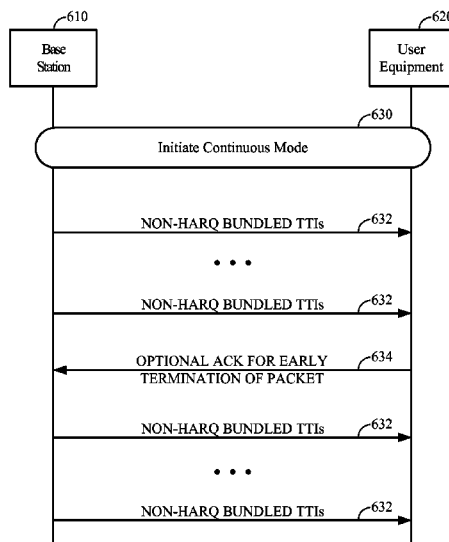 610
620
Base
Station
User
Equipment
630
Initiate Continuous Mode
632
NON-HARQ BUNDLED TTIs
632
NON-HARQ BUNDLED TTIs
634
OPTIONAL ACK FOR EARLY
TERMINATION OF PACKET
632
NON-HARQ BUNDLED TTIs
632
NON-HARQ BUNDLED TTIs